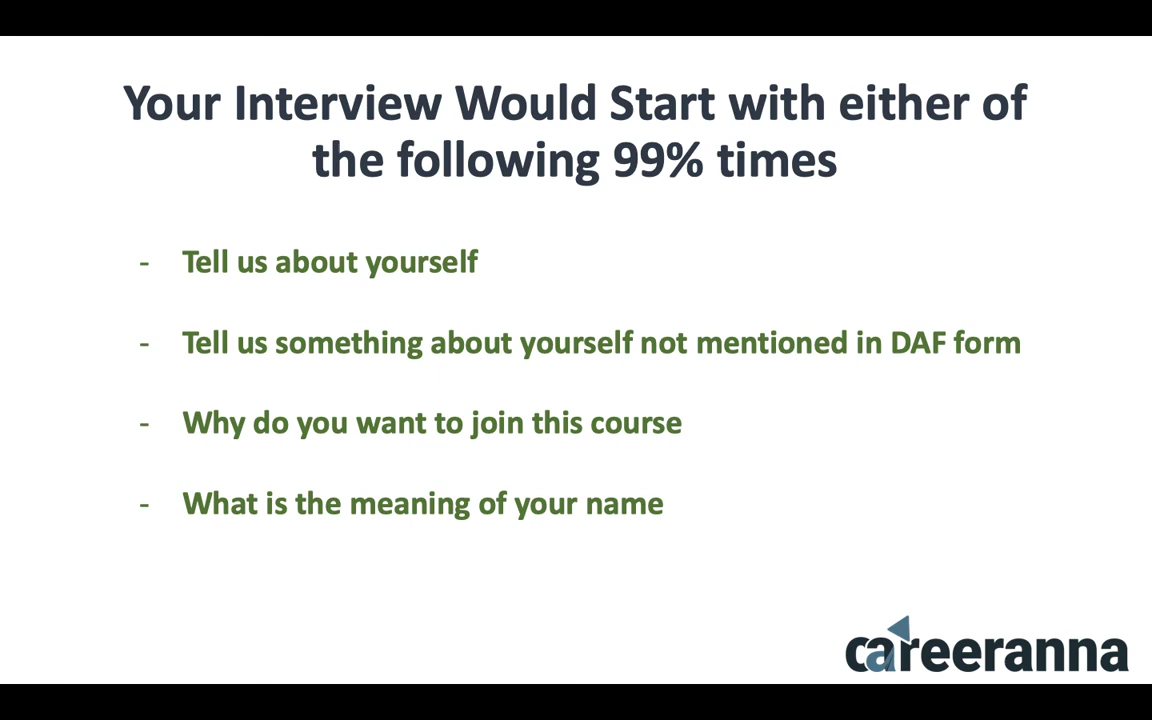 Your Interview Would Start with either of
the following 99% times
- Tell us about yourself
- Tell us something about yourself not mentioned in DAF form
- Why do you want to join this course
- What is the meaning of your name
careeranna